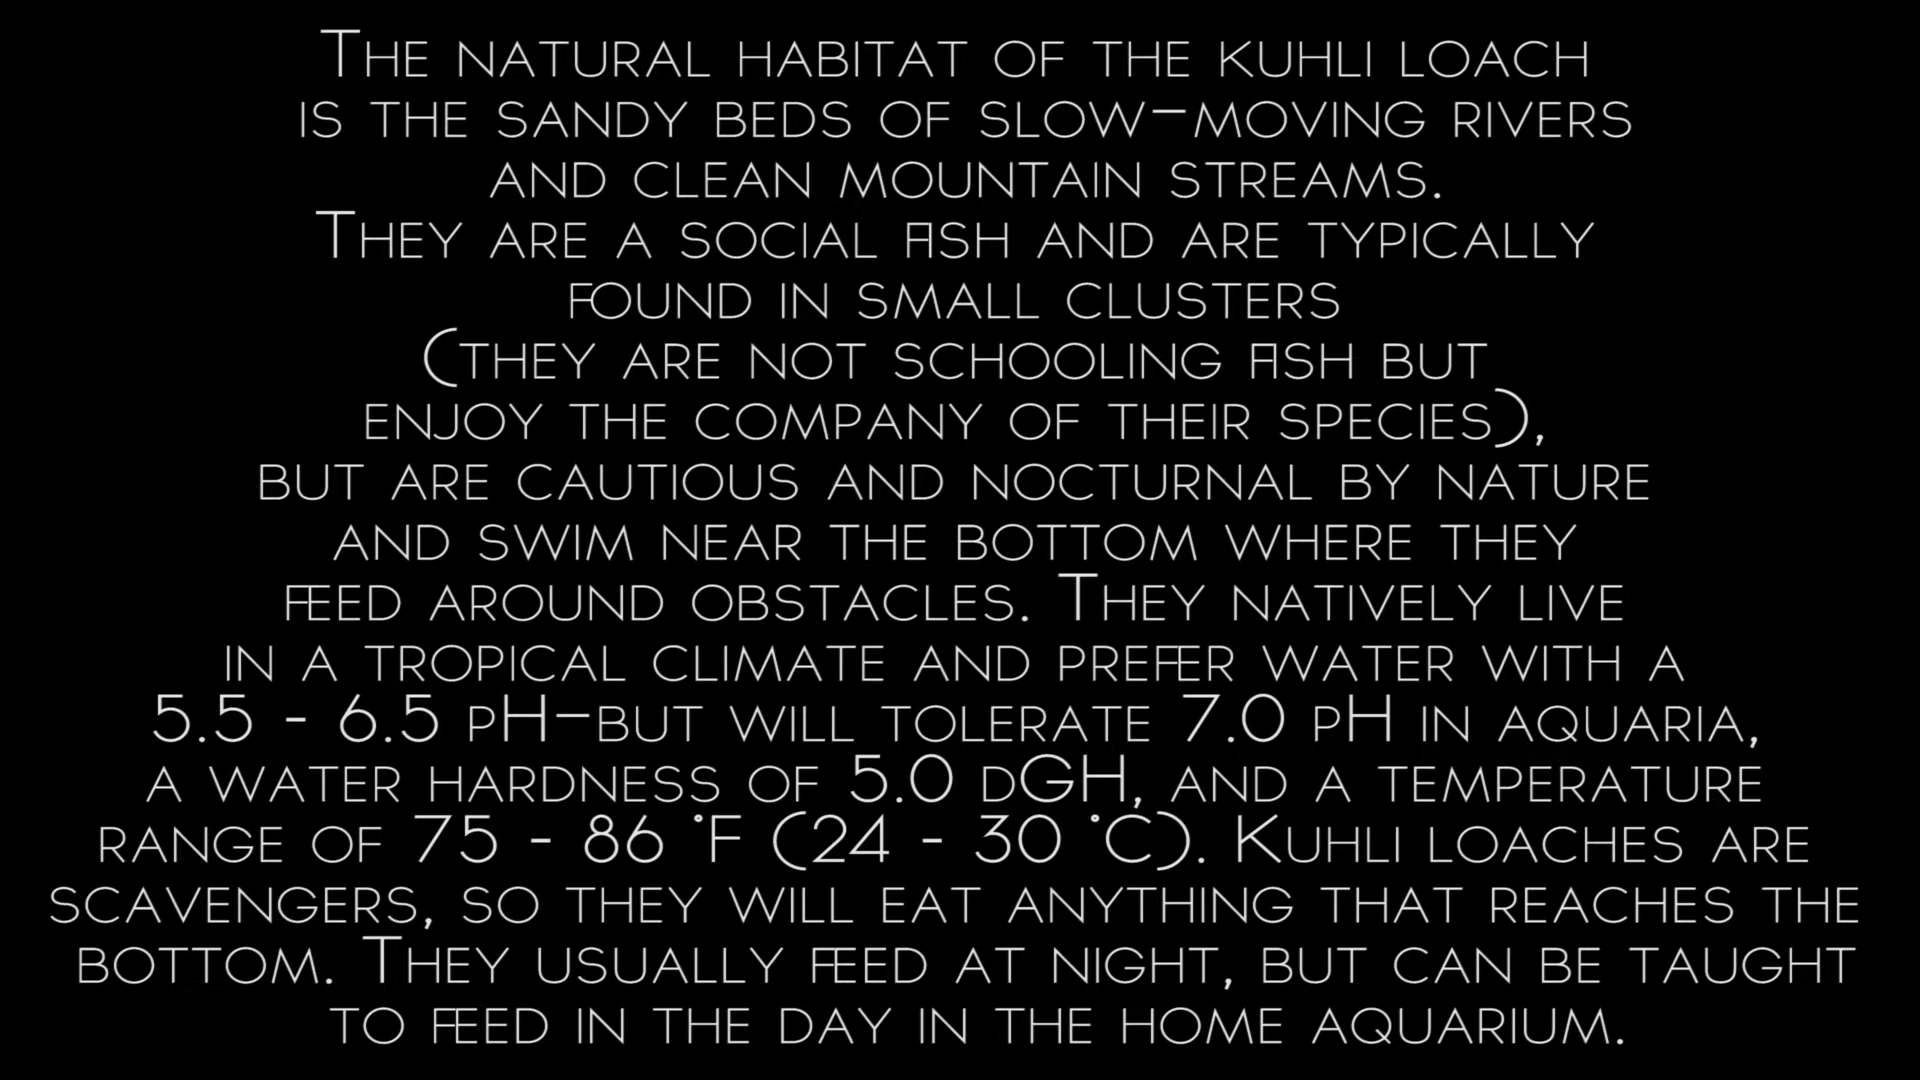 The natural habitat of the kuhli loach
is the sandy beds of slow-moving rivers
and clean mountain streams.
They are a social fish and are typically
found in small clusters
(they are not schooling fish but
enjoy the company of their species),
but are cautious and nocturnal by nature
and swim near the bottom where they
feed around obstacles. They natively live
in a tropical climate and prefer water with a
5.5 - 6.5 pH–but will tolerate 7.0 pH in aquaria,
a water hardness of 5.0 dGH, and a temperature
range of 75 - 86 °F (24 - 30 °C). Kuhli loaches are
scavengers, so they will eat anything that reaches the
bottom. They usually feed at night, but can be taught
to feed in the day in the home aquarium.